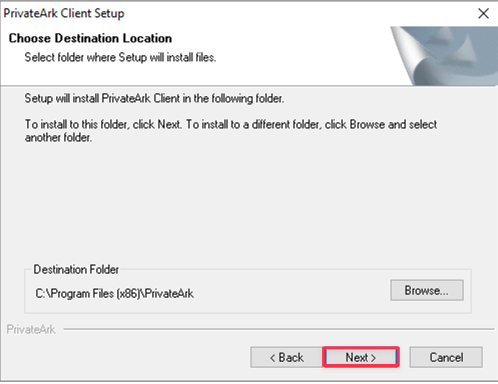 PrivateArk Client Setup
Choose Destination Location
Select folder where Setup will install files.
Setup will install PrivateArk Client in the following folder.
To install to this folder, click Next. To install to a different folder, click Browse and select
another folder.
Destination Folder
C:\Program Files (x86)\PrivateArk
Browse...
PrivateArk
< Back
Next >
Cancel